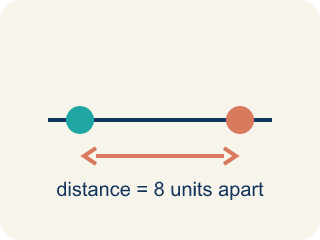 distance = 8 units apart